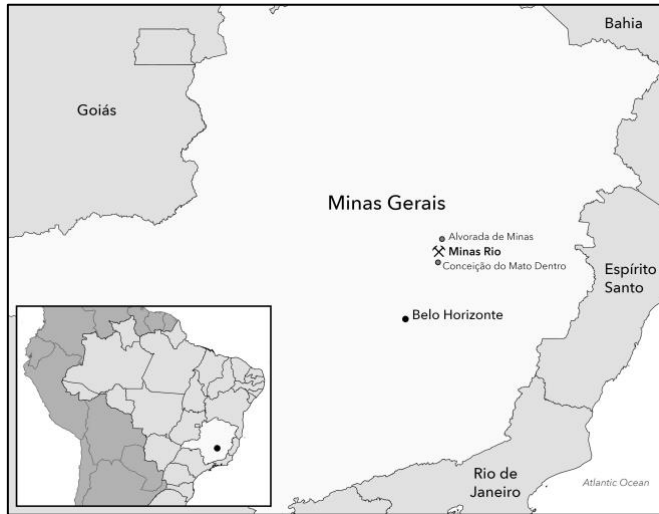 Bahia
Goiás
Minas Gerais
Alvorada de Minas
Minas Rio
Conceição do Mato Dentro
Espírito
Santo
Belo Horizonte
Rio de
Janeiro
Atlantic Ocean